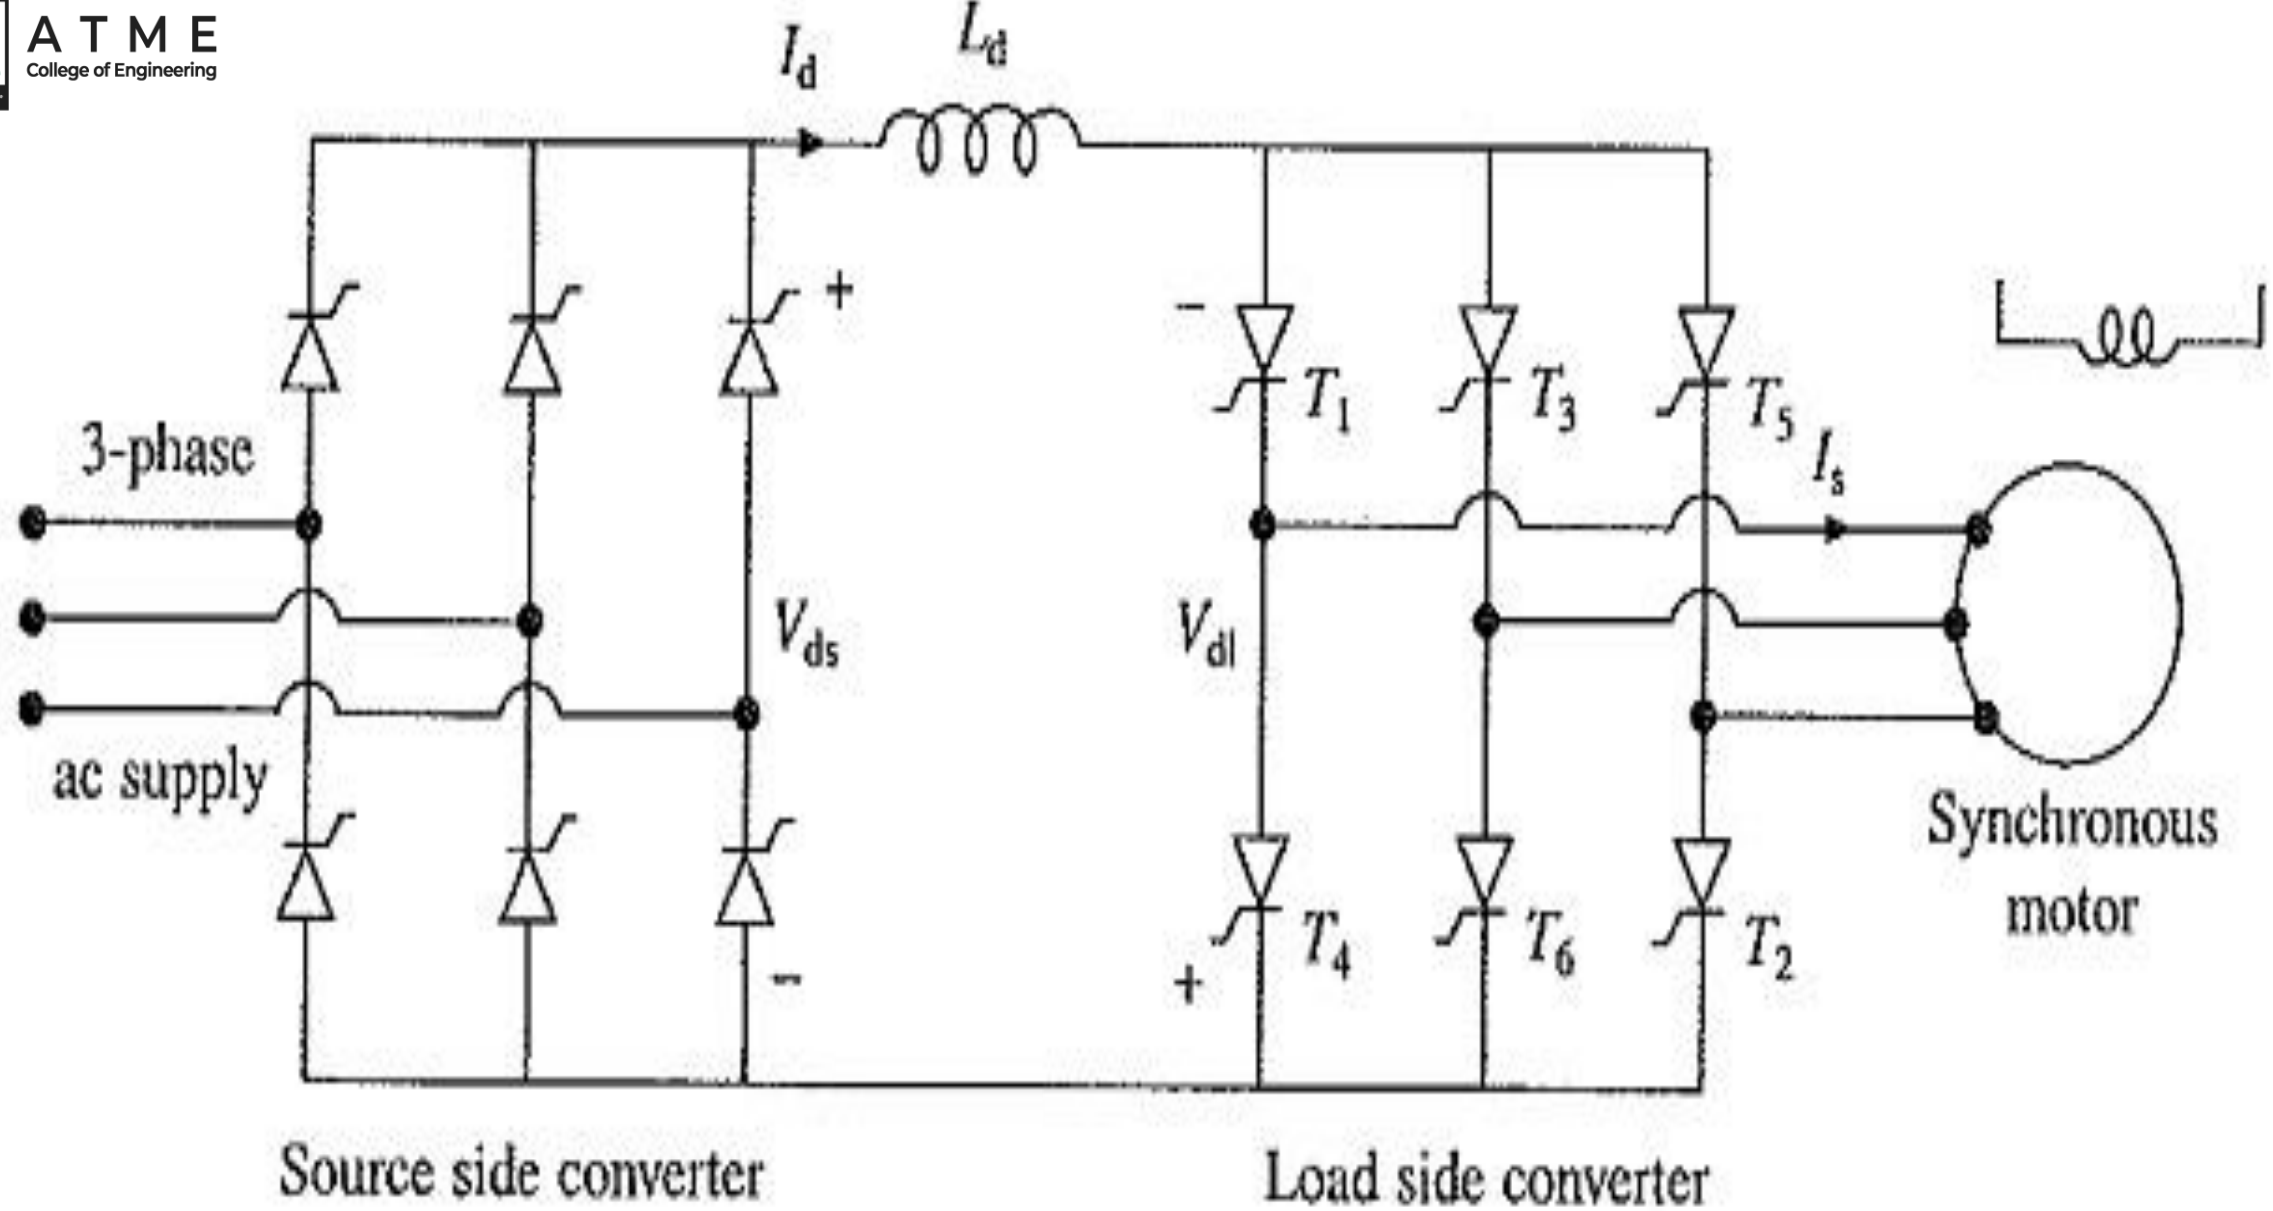 ATME
College of Engineering
I_d
L_d
+
−
T_1
T_3
T_5
3-phase
I_s
V_ds
V_dl
ac supply
Synchronous
motor
T_4
T_6
T_2
−
+
Source side converter
Load side converter